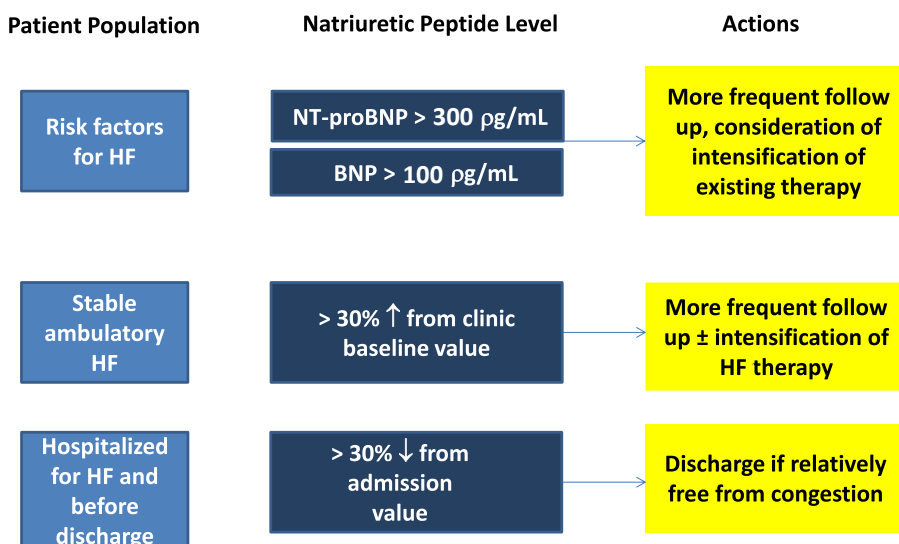 Patient Population
Natriuretic Peptide Level
Actions
Risk factors
for HF
NT-proBNP > 300 ρg/mL
BNP > 100 ρg/mL
More frequent follow
up, consideration of
intensification of
existing therapy
Stable
ambulatory
HF
> 30% ↑ from clinic
baseline value
More frequent follow
up ± intensification of
HF therapy
Hospitalized
for HF and
before
discharge
> 30% ↓ from
admission
value
Discharge if relatively
free from congestion